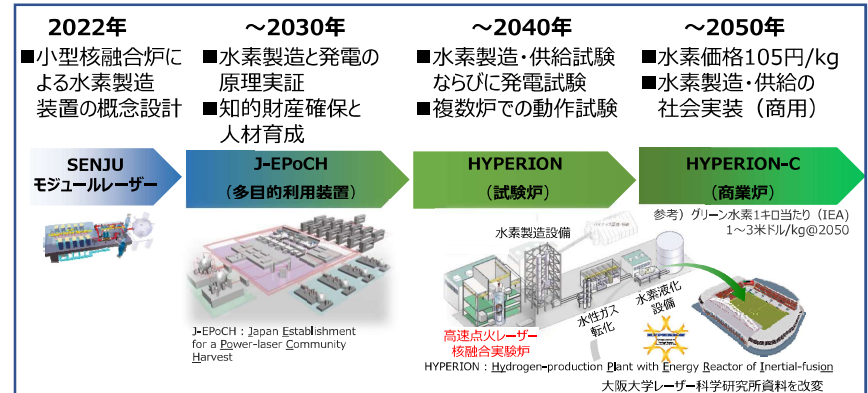 2022年
■小型核融合炉に
よる水素製造
装置の概念設計
～2030年
■水素製造と発電の
原理実証
■知的財産確保と
人材育成
～2040年
■水素製造・供給試験
ならびに発電試験
■複数炉での動作試験
～2050年
■水素価格105円/kg
■水素製造・供給の
社会実装（商用）
SENJU
モジュールレーザー
J-EPoCH
（多目的利用装置）
HYPERION
（試験炉）
HYPERION-C
（商業炉）
参考）グリーン水素1キロ当たり（IEA）
1～3米ドル/kg@2050
水素製造設備
水素液化
設備
水性ガス
転化
高速点火レーザー
核融合実験炉
J-EPoCH：Japan Establishment
for a Power-laser Community
Harvest
HYPERION：Hydrogen-production Plant with Energy Reactor of Inertial-fusion
大阪大学レーザー科学研究所資料を改変